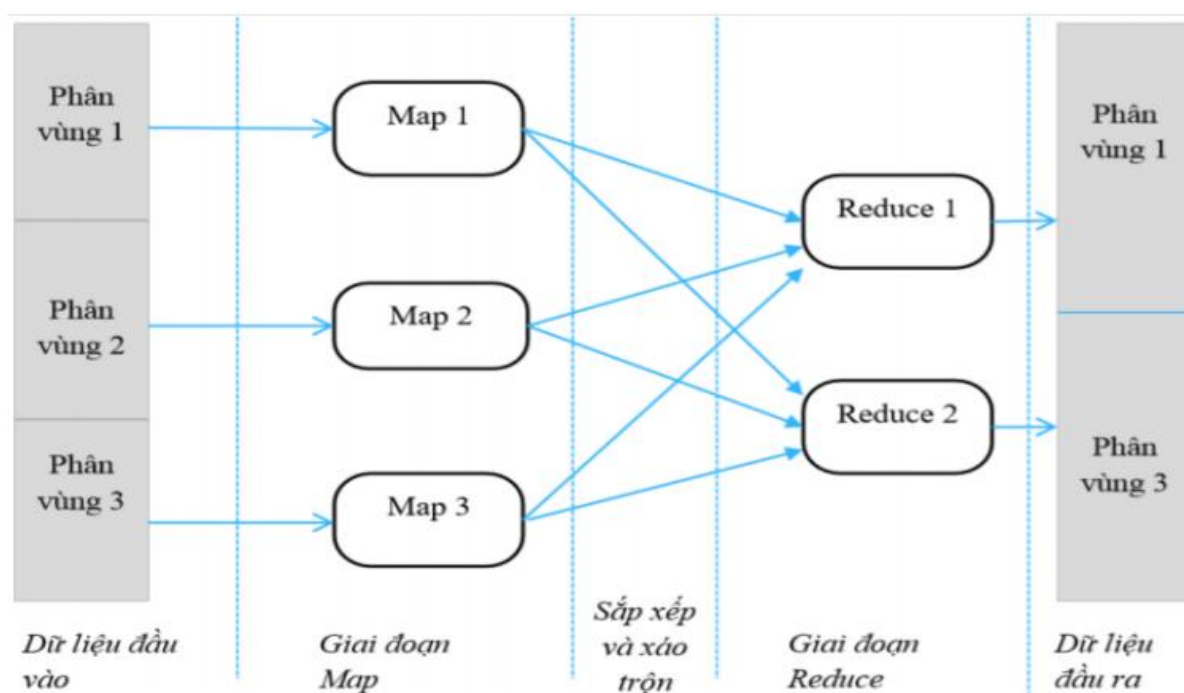 Phân
vùng 1
Phân
vùng 2
Phân
vùng 3
Map 1
Map 2
Map 3
Reduce 1
Reduce 2
Phân
vùng 1
Phân
vùng 3
Dữ liệu đầu
vào
Giai đoạn
Map
Sắp xếp
và xáo
trộn
Giai đoạn
Reduce
Dữ liệu
đầu ra